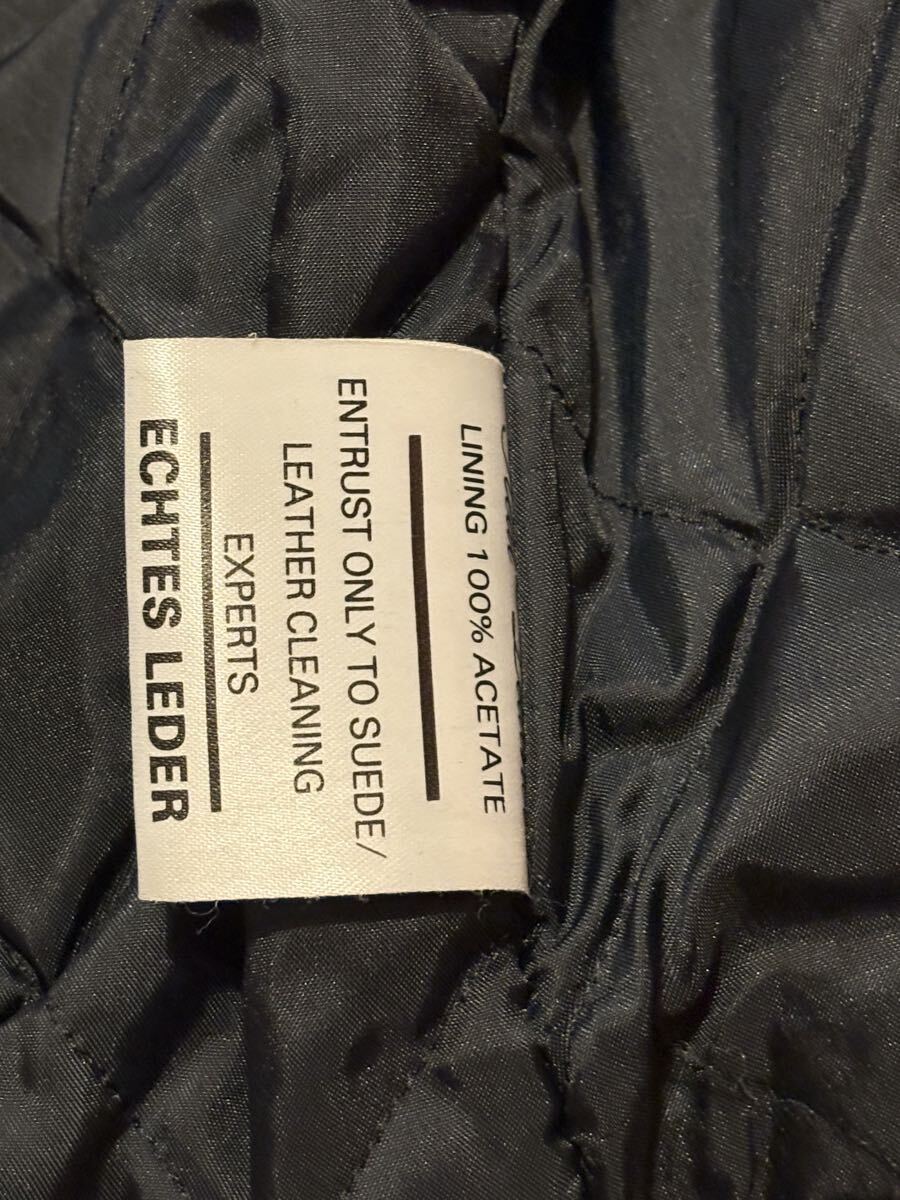 LINING 100% ACETATE
ENTRUST ONLY TO SUEDE/
LEATHER CLEANING
EXPERTS
ECHTES LEDER